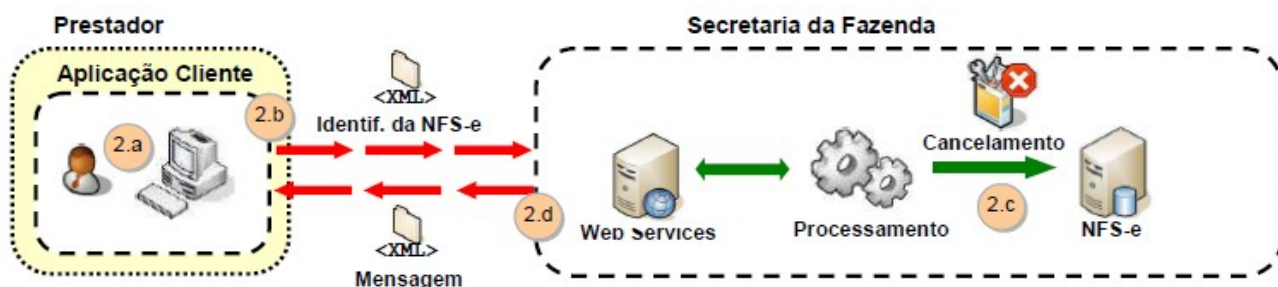 Prestador
Secretaria da Fazenda
Aplicação Cliente
2.a
2.b
<XML>
Identif. da NFS-e
Cancelamento
2.c
2.d
Web Services
Processamento
NFS-e
<XML>
Mensagem